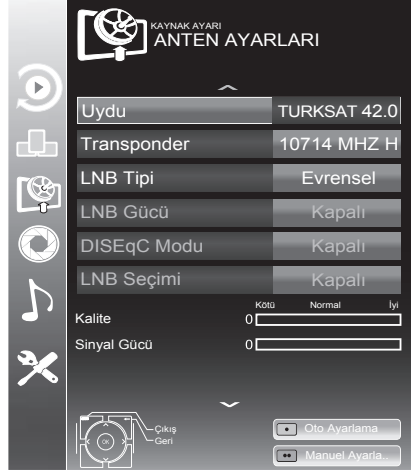 KAYNAK AYARI
ANTEN AYARLARI
Uydu TURKSAT 42.0
Transponder 10714 MHZ H
LNB Tipi Evrensel
LNB Gücü Kapalı
DISEqC Modu Kapalı
LNB Seçimi Kapalı
Kötü Normal İyi
Kalite 0
Sinyal Gücü 0
Çıkış
Geri
OK
Oto Ayarlama
Manuel Ayarla..